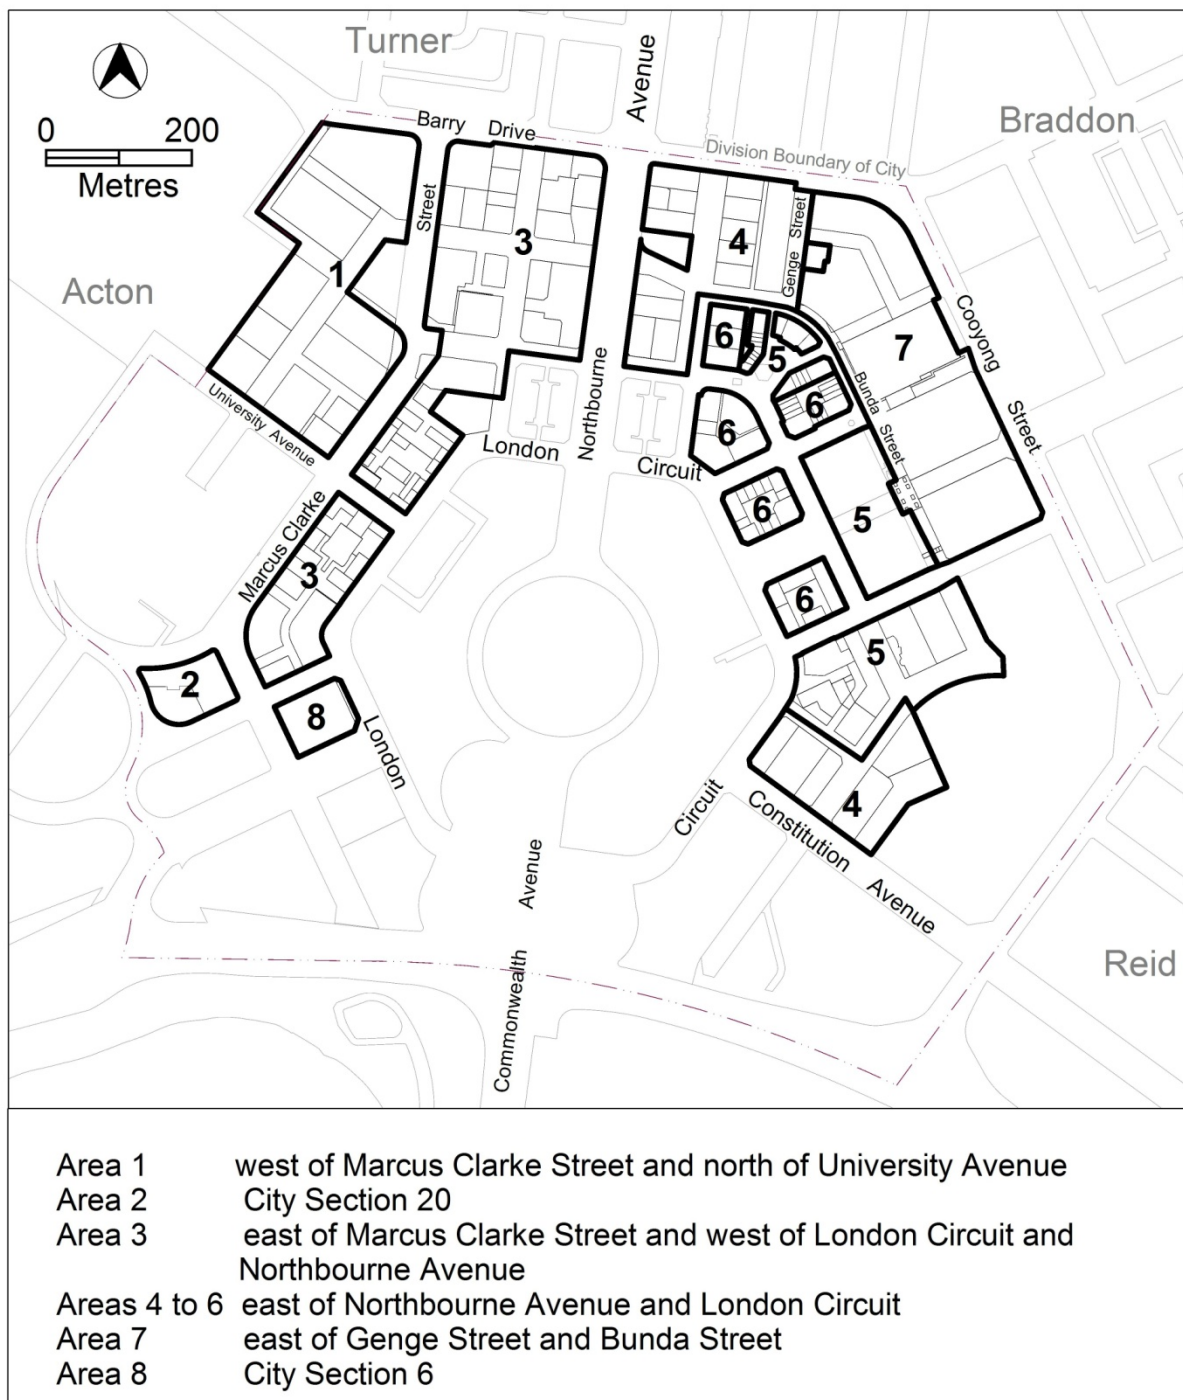 Turner
Avenue
0 200
Metres
Braddon
Barry Drive
Division Boundary of City
Street
Genge Street
1
3
4
Acton
Cooyong
Street
7
6
5
Bunda
Street
6
6
Northbourne
London
Circuit
University Avenue
6
5
Marcus Clarke
3
6
5
2
8
London
4
Circuit
Constitution Avenue
Avenue
Commonwealth
Reid
Area 1 west of Marcus Clarke Street and north of University Avenue
Area 2 City Section 20
Area 3 east of Marcus Clarke Street and west of London Circuit and
Northbourne Avenue
Areas 4 to 6 east of Northbourne Avenue and London Circuit
Area 7 east of Genge Street and Bunda Street
Area 8 City Section 6